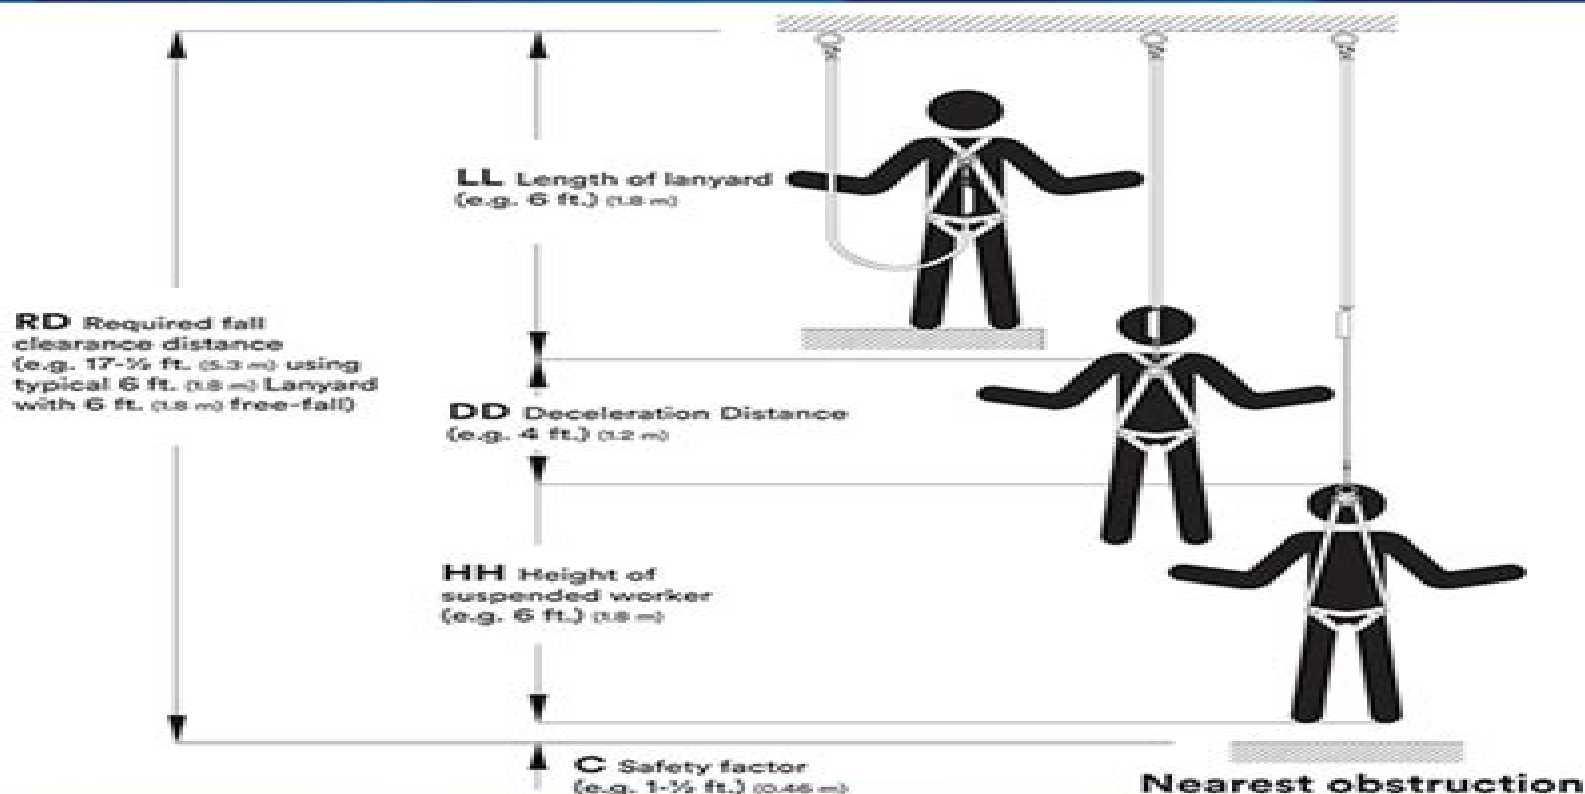 LL Length of lanyard
(e.g. 6 ft.) (1.8 m)
RD Required fall
clearance distance
(e.g. 17-½ ft. (5.3 m) using
typical 6 ft. (1.8 m) Lanyard
with 6 ft. (1.8 m) free-fall)
DD Deceleration Distance
(e.g. 4 ft.) (1.2 m)
HH Height of
suspended worker
(e.g. 6 ft.) (1.8 m)
C Safety factor
(e.g. 1-½ ft.) (0.46 m)
Nearest obstruction